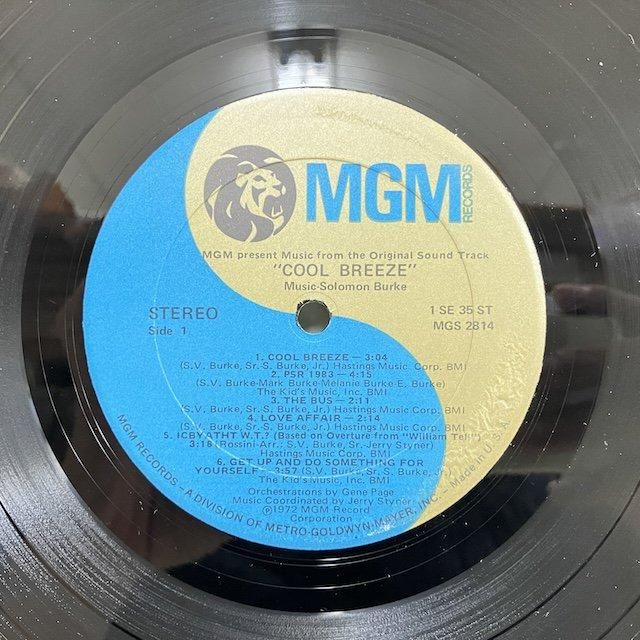 MGM
RECORDS
MGM present Music from the Original Sound Track
"COOL BREEZE"
Music-Solomon Burke
STEREO
Side 1
1 SE 35 ST
MGS 2814
1. COOL BREEZE — 3:04
(S.V. Burke, Sr. S. Burke, Jr.) Hastings Music Corp. BMI
2. PSR 1983 — 4:15
(S.V. Burke-Mark Burke-Melanie Burke-E. Burke)
The Kid's Music, Inc. BMI
3. THE BUS — 2:11
(S.V. Burke, Sr. S. Burke, Jr.) Hastings Music Corp. BMI
4. LOVE AFFAIR — 2:14
(S.V. Burke, Sr. S. Burke, Jr.) Hastings Music Corp. BMI
5. ICBYATHT W.T.? (Based on Overture from "William Tell")
3:18 (Rossini-Arr.: S.V. Burke, Sr. Jerry Styner)
Hastings Music Corp. BMI
6. GET UP AND DO SOMETHING FOR
YOURSELF — 3:57 (S.V. Burke, Sr. S. Burke, Jr.)
The Kid's Music, Inc. BMI
Orchestrations by Gene Page
Music Coordinated by Jerry Styner
©1972 MGM Record
Corporation
MGM RECORDS - A DIVISION OF METRO-GOLDWYN-MAYER, INC. - Made in U.S.A.